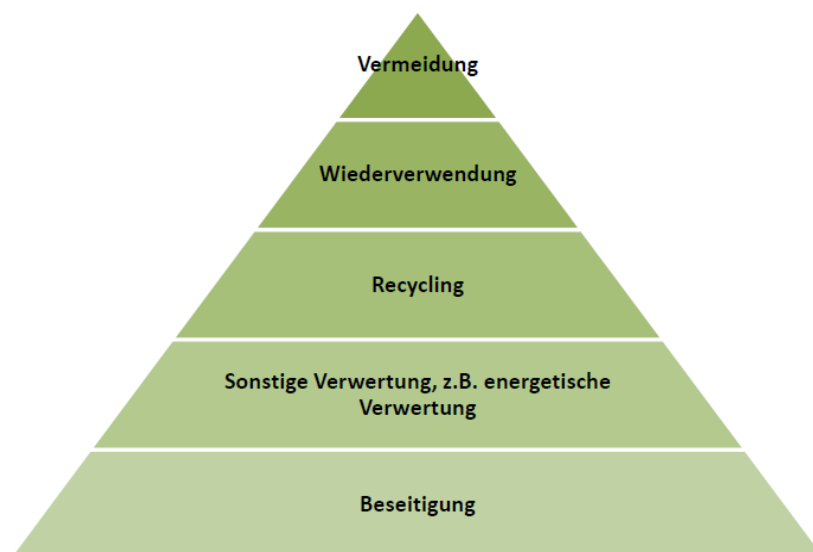 Vermeidung
Wiederverwendung
Recycling
Sonstige Verwertung, z.B. energetische
Verwertung
Beseitigung